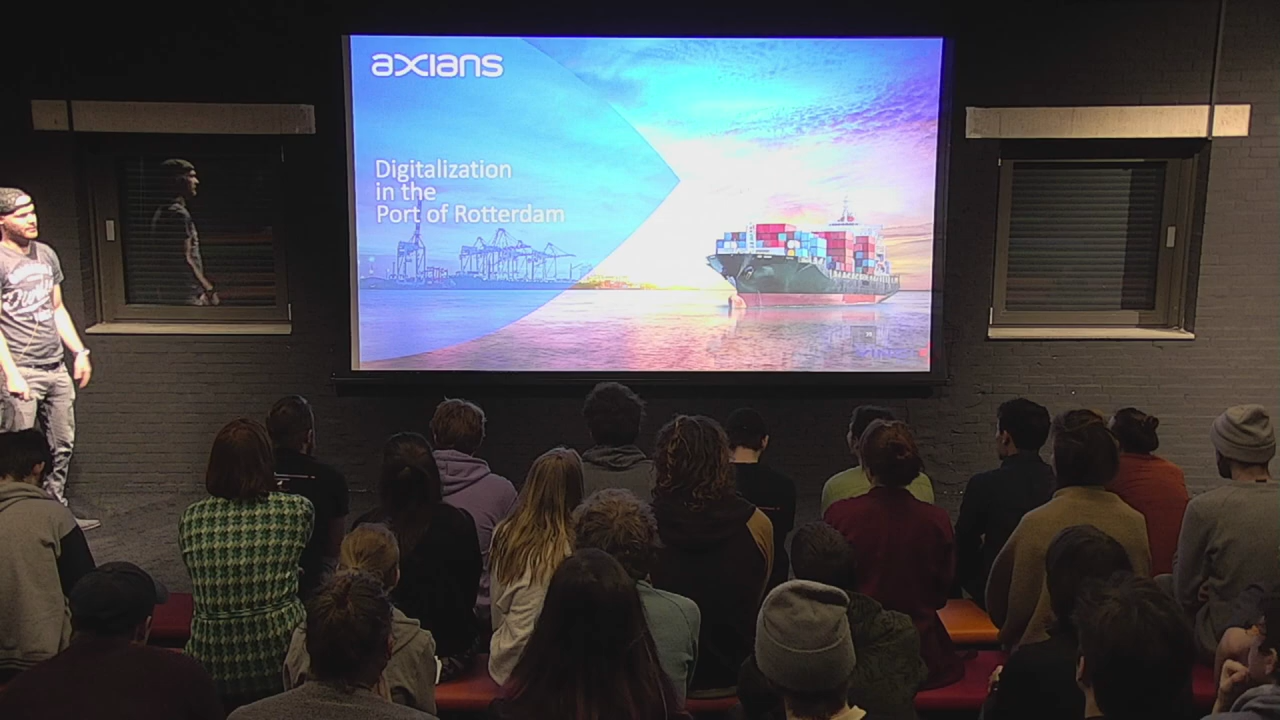 axians
Digitalization
in the
Port of Rotterdam